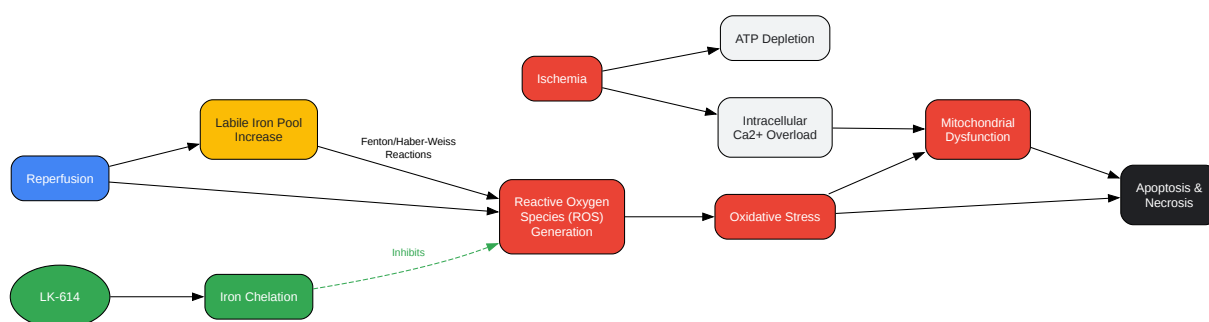 ATP Depletion
Ischemia
Intracellular
Ca2+ Overload
Labile Iron Pool
Increase
Mitochondrial
Dysfunction
Fenton/Haber-Weiss
Reactions
Reperfusion
Reactive Oxygen
Species (ROS)
Generation
Oxidative Stress
Apoptosis &
Necrosis
Inhibits
LK-614
Iron Chelation